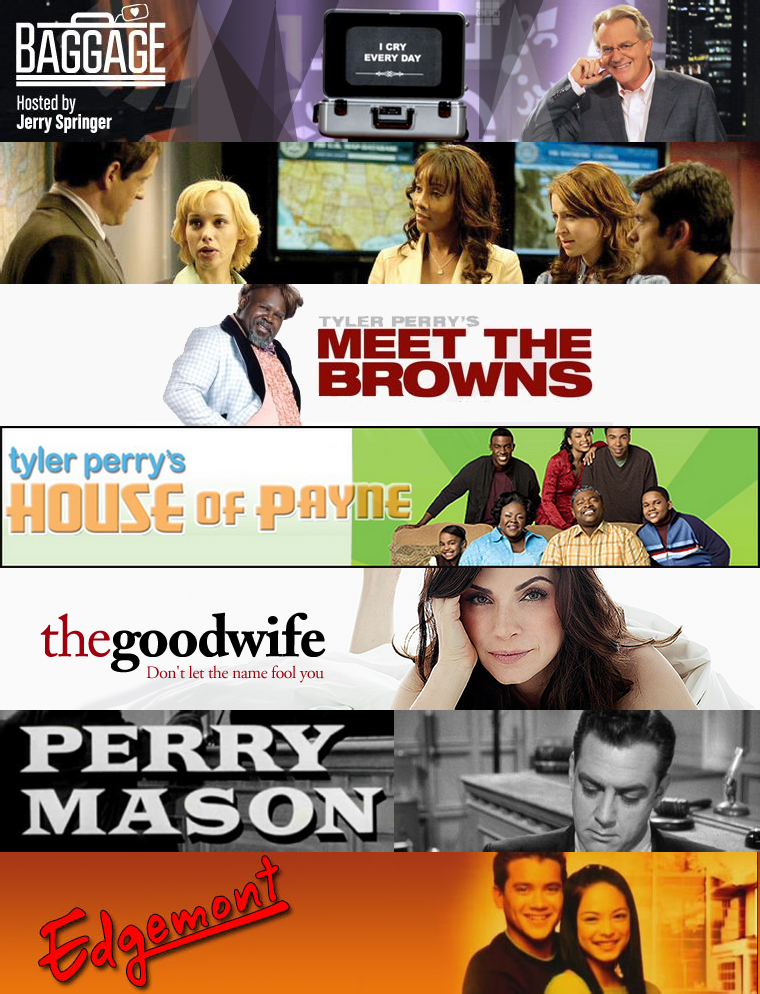 BAGGAGE
Hosted by
Jerry Springer
I CRY
EVERY DAY
TYLER PERRY'S
MEET THE
BROWNS
tyler perry's
HOUSE OF PAYNE
thegoodwife
Don't let the name fool you
PERRY
MASON
Edgemont